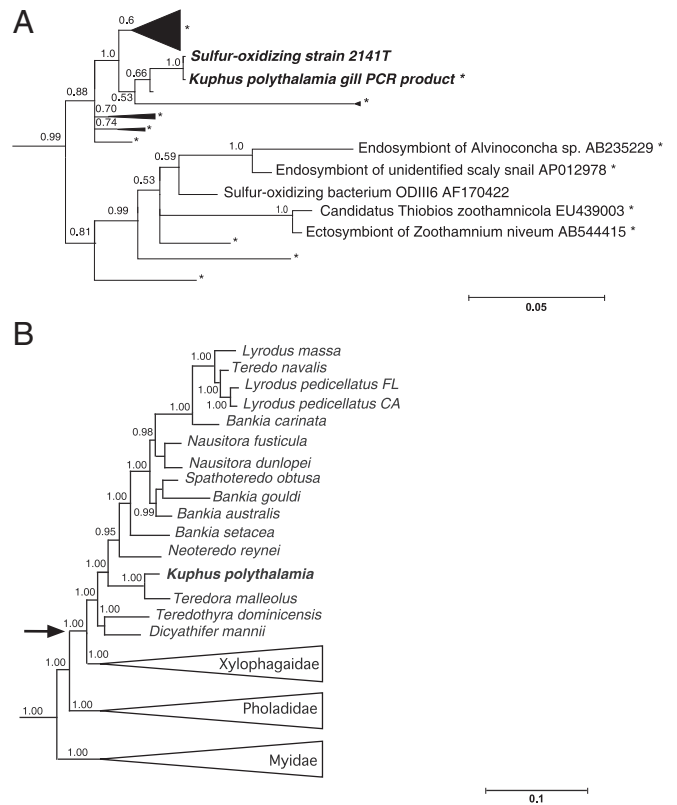 A
0.6
*
1.0
1.0
Sulfur-oxidizing strain 2141T
0.66
Kuphus polythalamia gill PCR product *
0.88
0.53
*
0.70
*
0.74
*
*
0.99
1.0
Endosymbiont of Alvinoconcha sp. AB235229 *
0.59
Endosymbiont of unidentified scaly snail AP012978 *
0.53
Sulfur-oxidizing bacterium ODIII6 AF170422
0.99
1.0
Candidatus Thiobios zoothamnicola EU439003 *
0.81
Ectosymbiont of Zoothamnium niveum AB544415 *
*
*
*
0.05
B
1.00
Lyrodus massa
Teredo navalis
1.00
Lyrodus pedicellatus FL
1.00
1.00
Lyrodus pedicellatus CA
Bankia carinata
0.98
Nausitora fusticula
1.00
Nausitora dunlopei
Spathoteredo obtusa
1.00
Bankia gouldi
0.99
Bankia australis
0.95
Bankia setacea
Neoteredo reynei
1.00
Kuphus polythalamia
1.00
Teredora malleolus
1.00
1.00
Teredothyra dominicensis
1.00
Dicyathifer mannii
1.00
1.00
Xylophagaidae
1.00
1.00
Pholadidae
1.00
Myidae
0.1